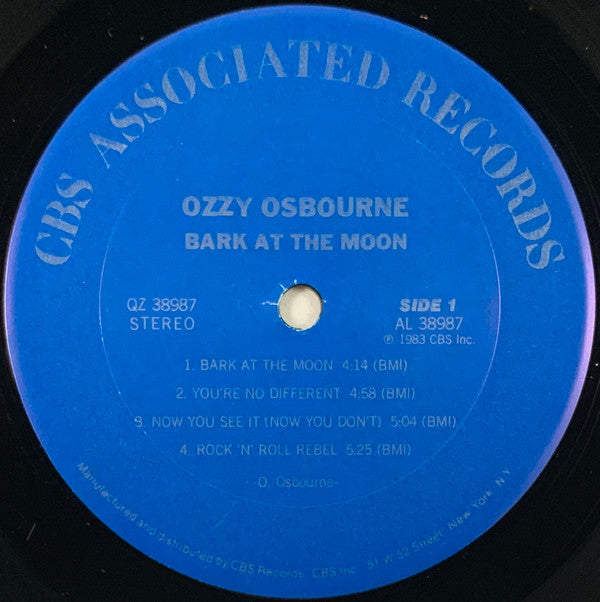 CBS ASSOCIATED RECORDS
OZZY OSBOURNE
BARK AT THE MOON
QZ 38987
STEREO
SIDE 1
AL 38987
℗ 1983 CBS Inc.
1. BARK AT THE MOON 4:14 (BMI)
2. YOU'RE NO DIFFERENT 4:58 (BMI)
3. NOW YOU SEE IT (NOW YOU DON'T) 5:04 (BMI)
4. ROCK 'N' ROLL REBEL 5:25 (BMI)
-O. Osbourne-
Manufactured and distributed by CBS Records CBS Inc. 51 W 52 Street, New York, N.Y.